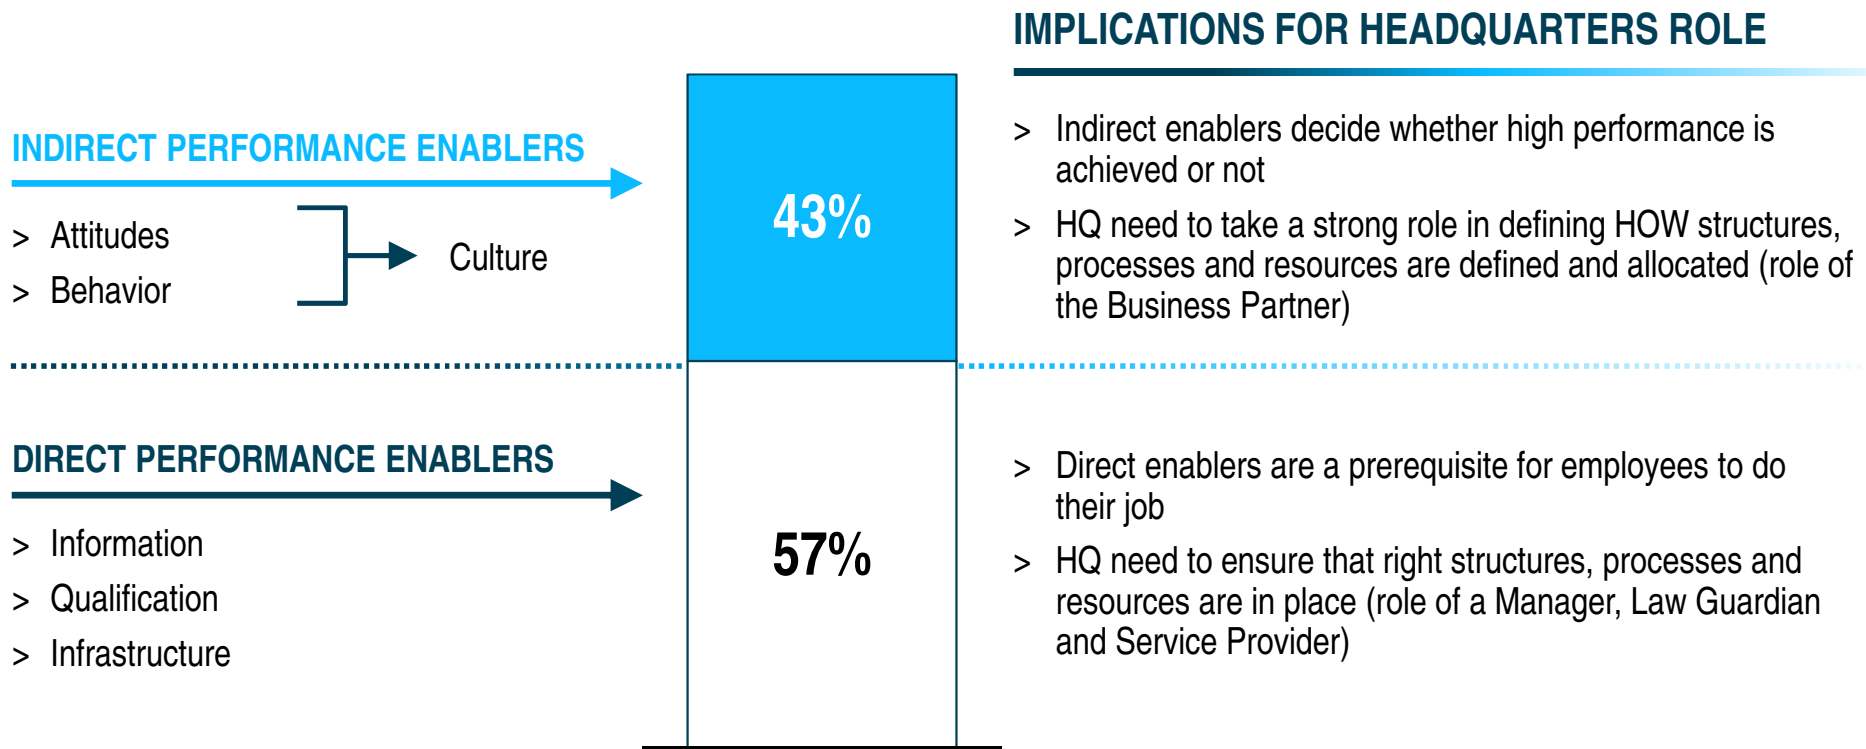 IMPLICATIONS FOR HEADQUARTERS ROLE
INDIRECT PERFORMANCE ENABLERS
> Attitudes
> Behavior
Culture
43%
> Indirect enablers decide whether high performance is
achieved or not
> HQ need to take a strong role in defining HOW structures,
processes and resources are defined and allocated (role of
the Business Partner)
DIRECT PERFORMANCE ENABLERS
> Information
> Qualification
> Infrastructure
57%
> Direct enablers are a prerequisite for employees to do
their job
> HQ need to ensure that right structures, processes and
resources are in place (role of a Manager, Law Guardian
and Service Provider)